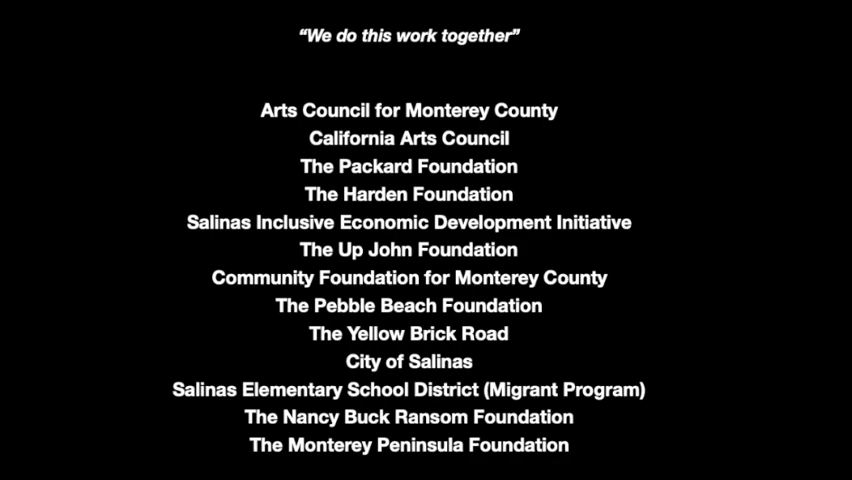 “We do this work together”
Arts Council for Monterey County
California Arts Council
The Packard Foundation
The Harden Foundation
Salinas Inclusive Economic Development Initiative
The Up John Foundation
Community Foundation for Monterey County
The Pebble Beach Foundation
The Yellow Brick Road
City of Salinas
Salinas Elementary School District (Migrant Program)
The Nancy Buck Ransom Foundation
The Monterey Peninsula Foundation